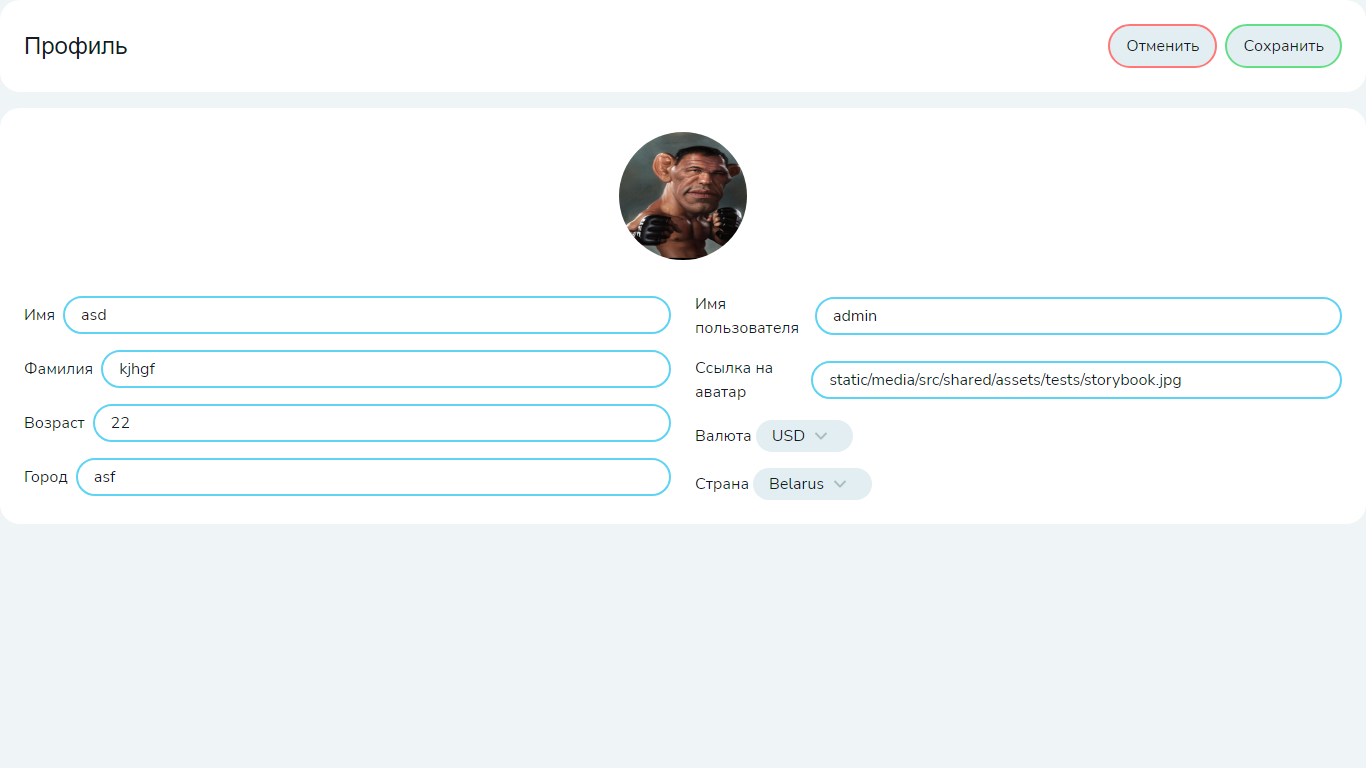 Профиль
Отменить
Сохранить
Имя
asd
Фамилия
kjhgf
Возраст
22
Город
asf
Имя
пользователя
admin
Ссылка на
аватар
static/media/src/shared/assets/tests/storybook.jpg
Валюта
USD
Страна
Belarus